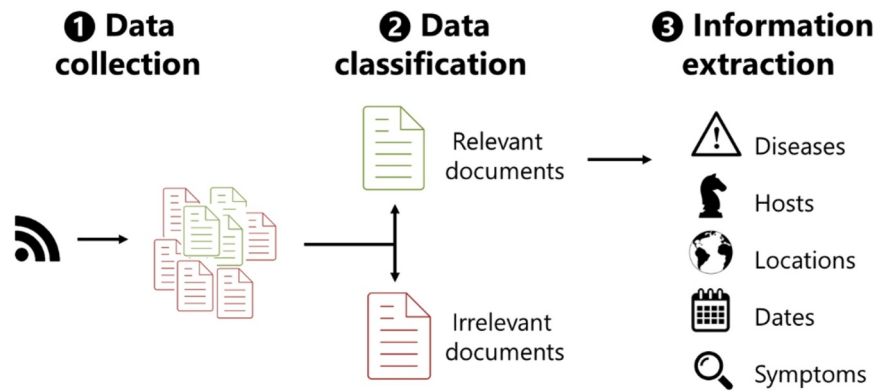 ❶ Data
collection
❷ Data
classification
❸ Information
extraction
Relevant
documents
Irrelevant
documents
Diseases
Hosts
Locations
Dates
Symptoms